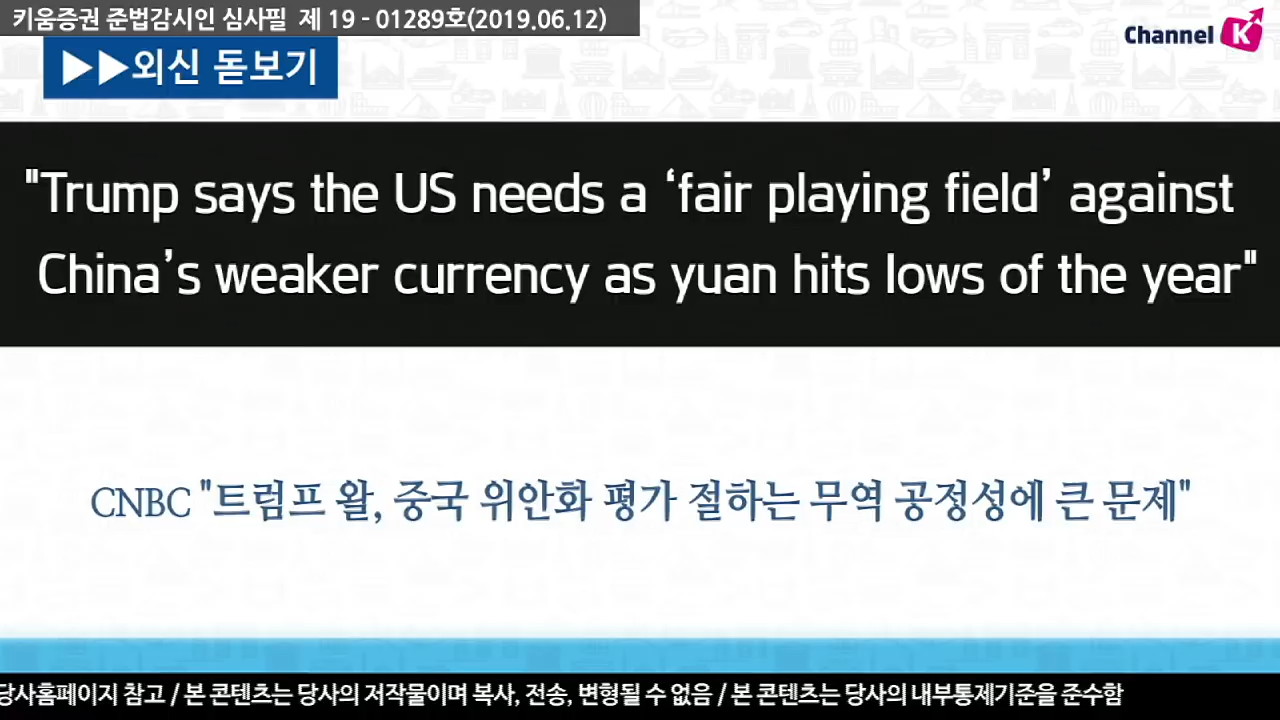 키움증권 준법감시인 심사필 제 19 - 01289호(2019.06.12)
Channel K
▶▶외신 돋보기
"Trump says the US needs a ‘fair playing field’ against
China’s weaker currency as yuan hits lows of the year"
CNBC "트럼프 왈, 중국 위안화 평가 절하는 무역 공정성에 큰 문제"
당사홈페이지 참고 / 본 콘텐츠는 당사의 저작물이며 복사, 전송, 변형될 수 없음 / 본 콘텐츠는 당사의 내부통제기준을 준수함